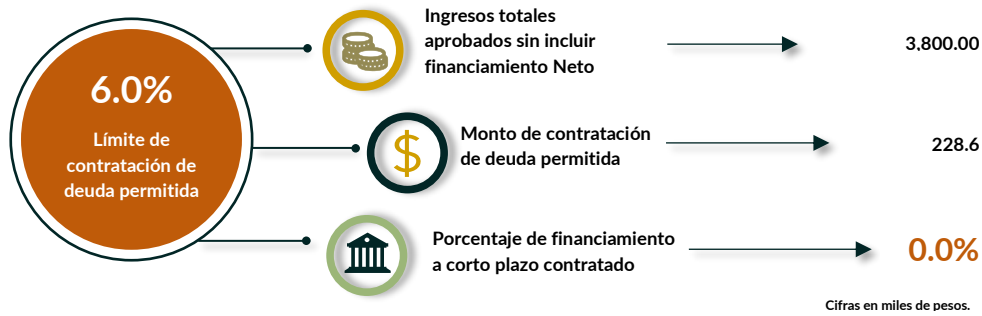 6.0%
Límite de
contratación de
deuda permitida
Ingresos totales
aprobados sin incluir
financiamiento Neto
3,800.00
$
Monto de contratación
de deuda permitida
228.6
Porcentaje de financiamiento
a corto plazo contratado
0.0%
Cifras en miles de pesos.